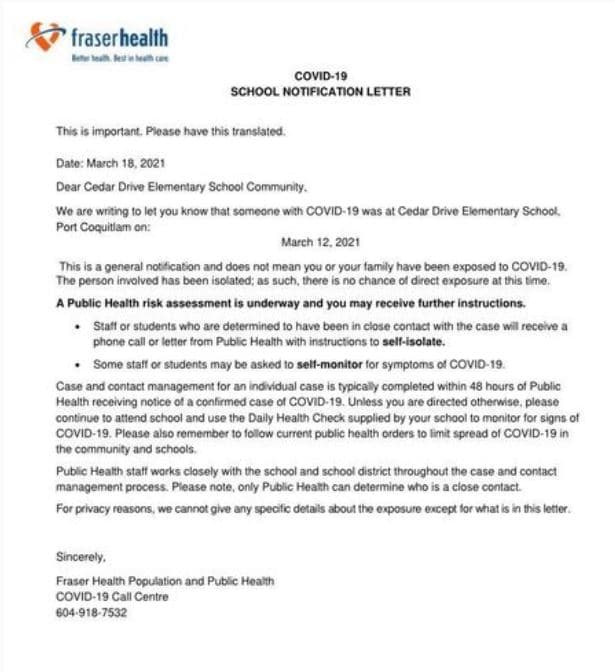 fraserhealth
Better health. Best in health care.
COVID-19
SCHOOL NOTIFICATION LETTER
This is important. Please have this translated.
Date: March 18, 2021
Dear Cedar Drive Elementary School Community,
We are writing to let you know that someone with COVID-19 was at Cedar Drive Elementary School,
Port Coquitlam on:
March 12, 2021
This is a general notification and does not mean you or your family have been exposed to COVID-19.
The person involved has been isolated; as such, there is no chance of direct exposure at this time.
A Public Health risk assessment is underway and you may receive further instructions.
• Staff or students who are determined to have been in close contact with the case will receive a
phone call or letter from Public Health with instructions to self-isolate.
• Some staff or students may be asked to self-monitor for symptoms of COVID-19.
Case and contact management for an individual case is typically completed within 48 hours of Public
Health receiving notice of a confirmed case of COVID-19. Unless you are directed otherwise, please
continue to attend school and use the Daily Health Check supplied by your school to monitor for signs of
COVID-19. Please also remember to follow current public health orders to limit spread of COVID-19 in
the community and schools.
Public Health staff works closely with the school and school district throughout the case and contact
management process. Please note, only Public Health can determine who is a close contact.
For privacy reasons, we cannot give any specific details about the exposure except for what is in this letter.
Sincerely,
Fraser Health Population and Public Health
COVID-19 Call Centre
604-918-7532